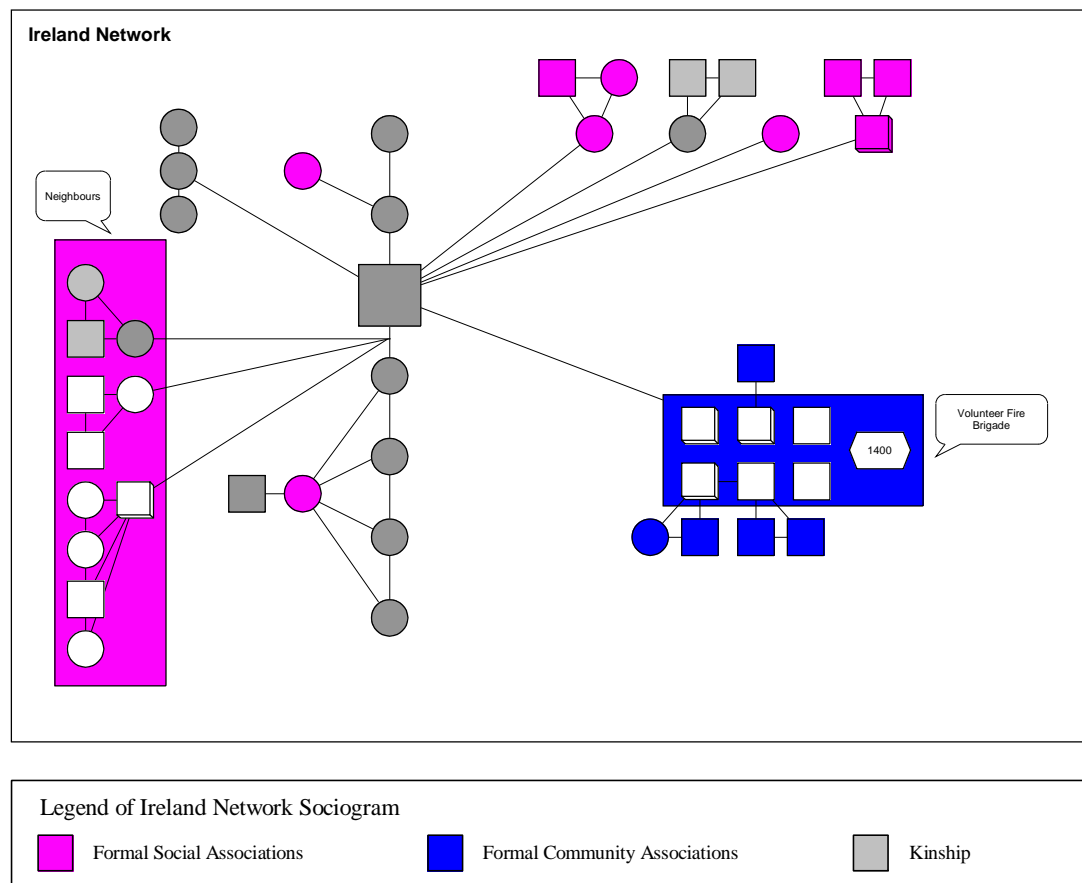 Ireland Network
Neighbours
Volunteer Fire
Brigade
1400
Legend of Ireland Network Sociogram
Formal Social Associations
Formal Community Associations
Kinship